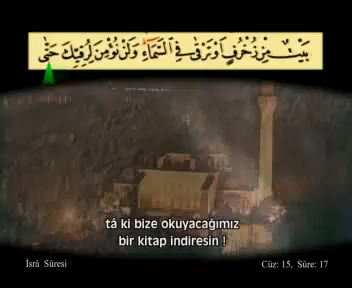 بَيْتٌ مِنْ زُخْرُفٍ اَوْ تَرْقٰى فِي السَّمَٓاءِۜ وَلَنْ نُؤْمِنَ لِرُقِيِّكَ حَتّٰى
tâ ki bize okuyacağımız
bir kitap indiresin !
İsrâ Sûresi
Cüz: 15, Sûre: 17